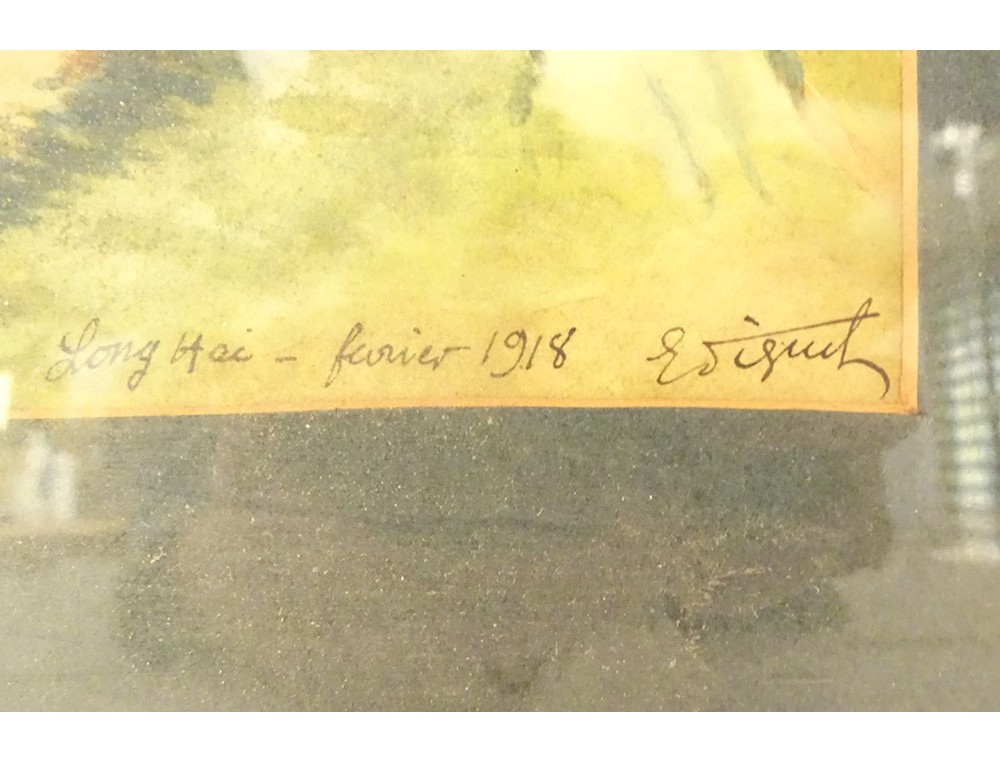 Long Hai - fevrier 1918